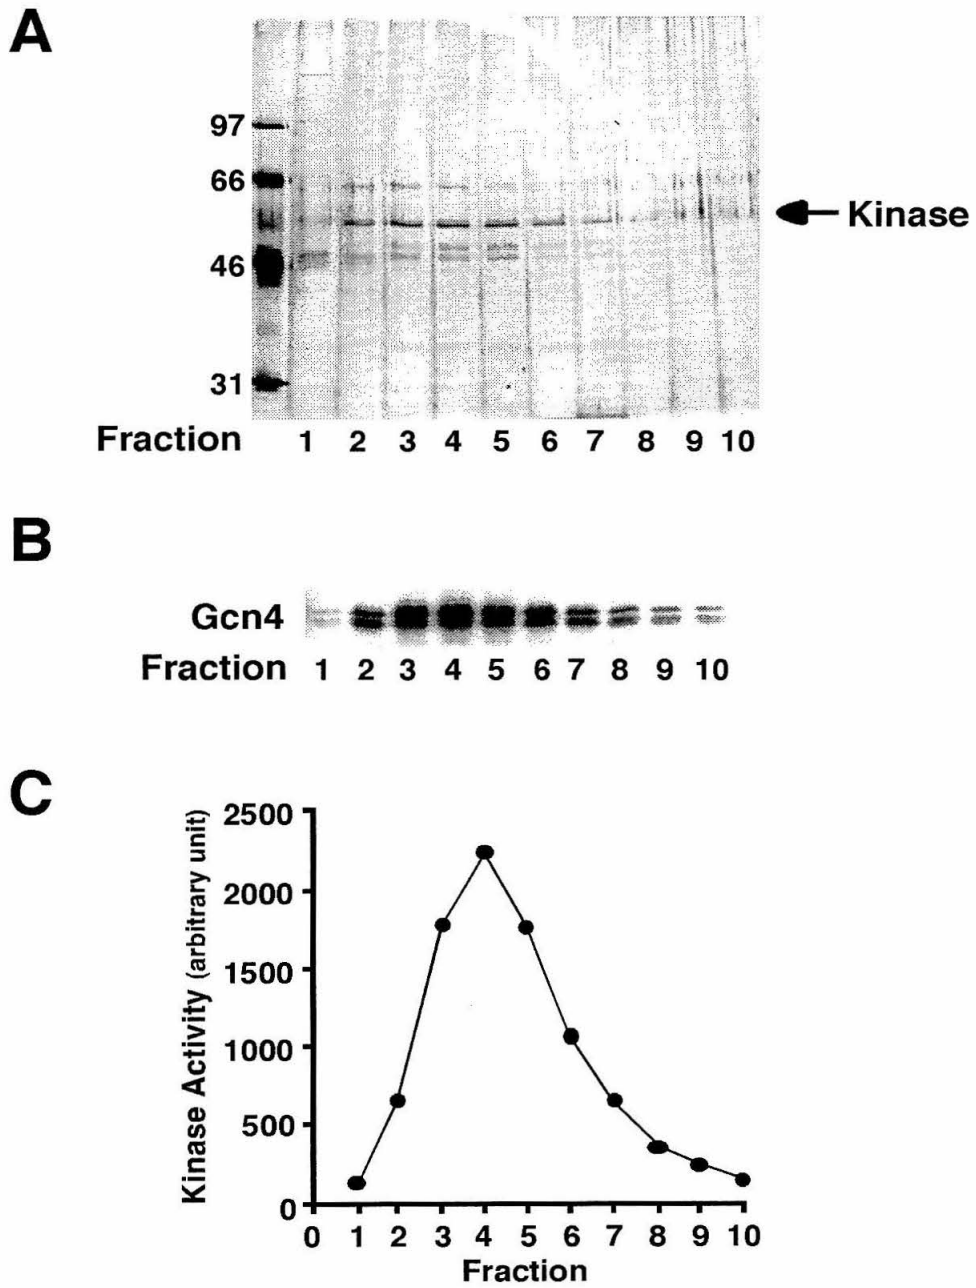 A
97
66
Kinase
46
31
Fraction 1 2 3 4 5 6 7 8 9 10
B
Gcn4
Fraction 1 2 3 4 5 6 7 8 9 10
C
Kinase Activity (arbitrary unit)
2500
2000
1500
1000
500
0
0 1 2 3 4 5 6 7 8 9 10
Fraction